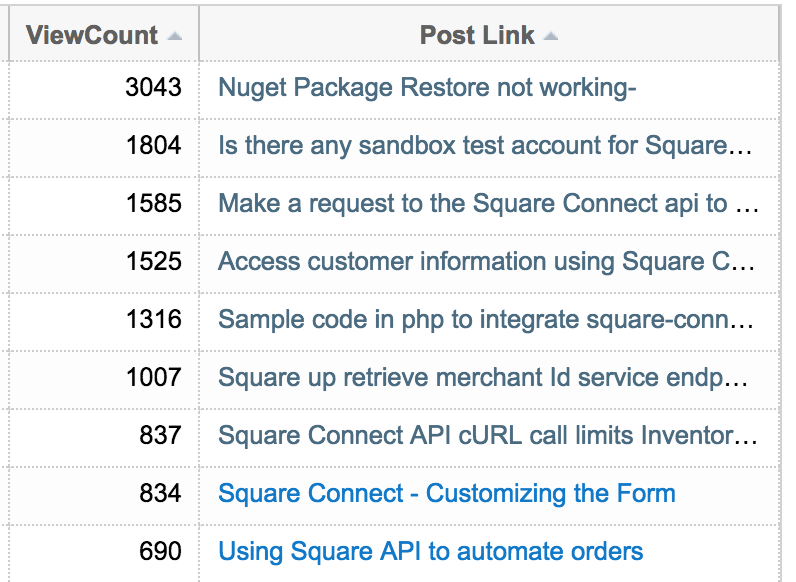 ViewCount Post Link
3043 Nuget Package Restore not working-
1804 Is there any sandbox test account for Square...
1585 Make a request to the Square Connect api to ...
1525 Access customer information using Square C...
1316 Sample code in php to integrate square-conn...
1007 Square up retrieve merchant Id service endp...
837 Square Connect API cURL call limits Inventor...
834 Square Connect - Customizing the Form
690 Using Square API to automate orders